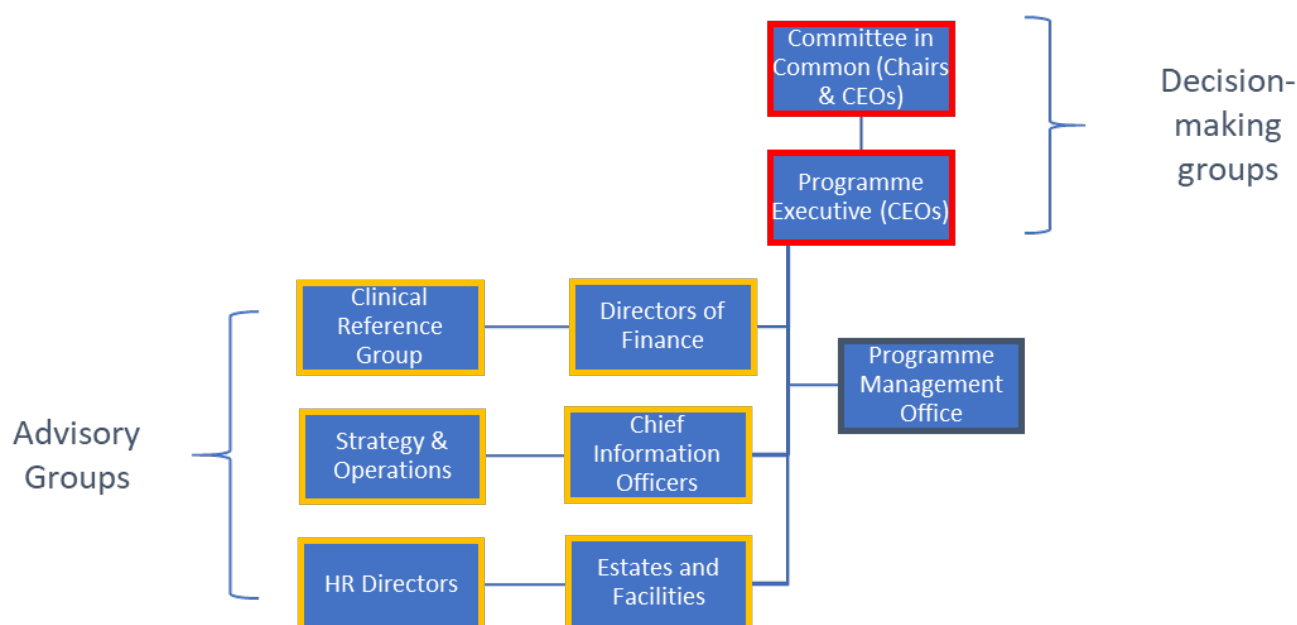 Committee in
Common (Chairs
& CEOs)
Decision-
making
groups
Programme
Executive (CEOs)
Clinical
Reference
Group
Directors of
Finance
Programme
Management
Office
Advisory
Groups
Strategy &
Operations
Chief
Information
Officers
HR Directors
Estates and
Facilities